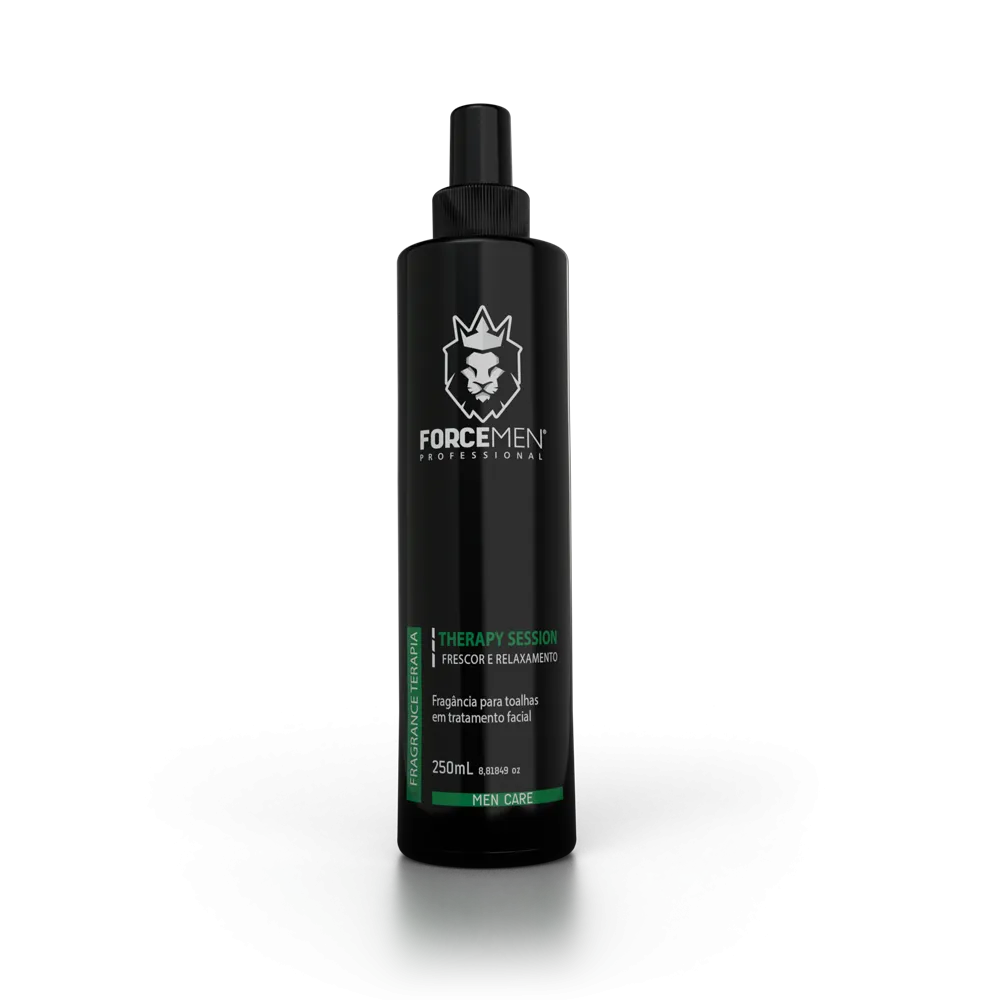 FORCEMEN®
PROFESSIONAL
FRAGRANCE TERAPIA
THERAPY SESSION
FRESCOR E RELAXAMENTO
Fragância para toalhas
em tratamento facial
250mL 8,81849 oz
MEN CARE